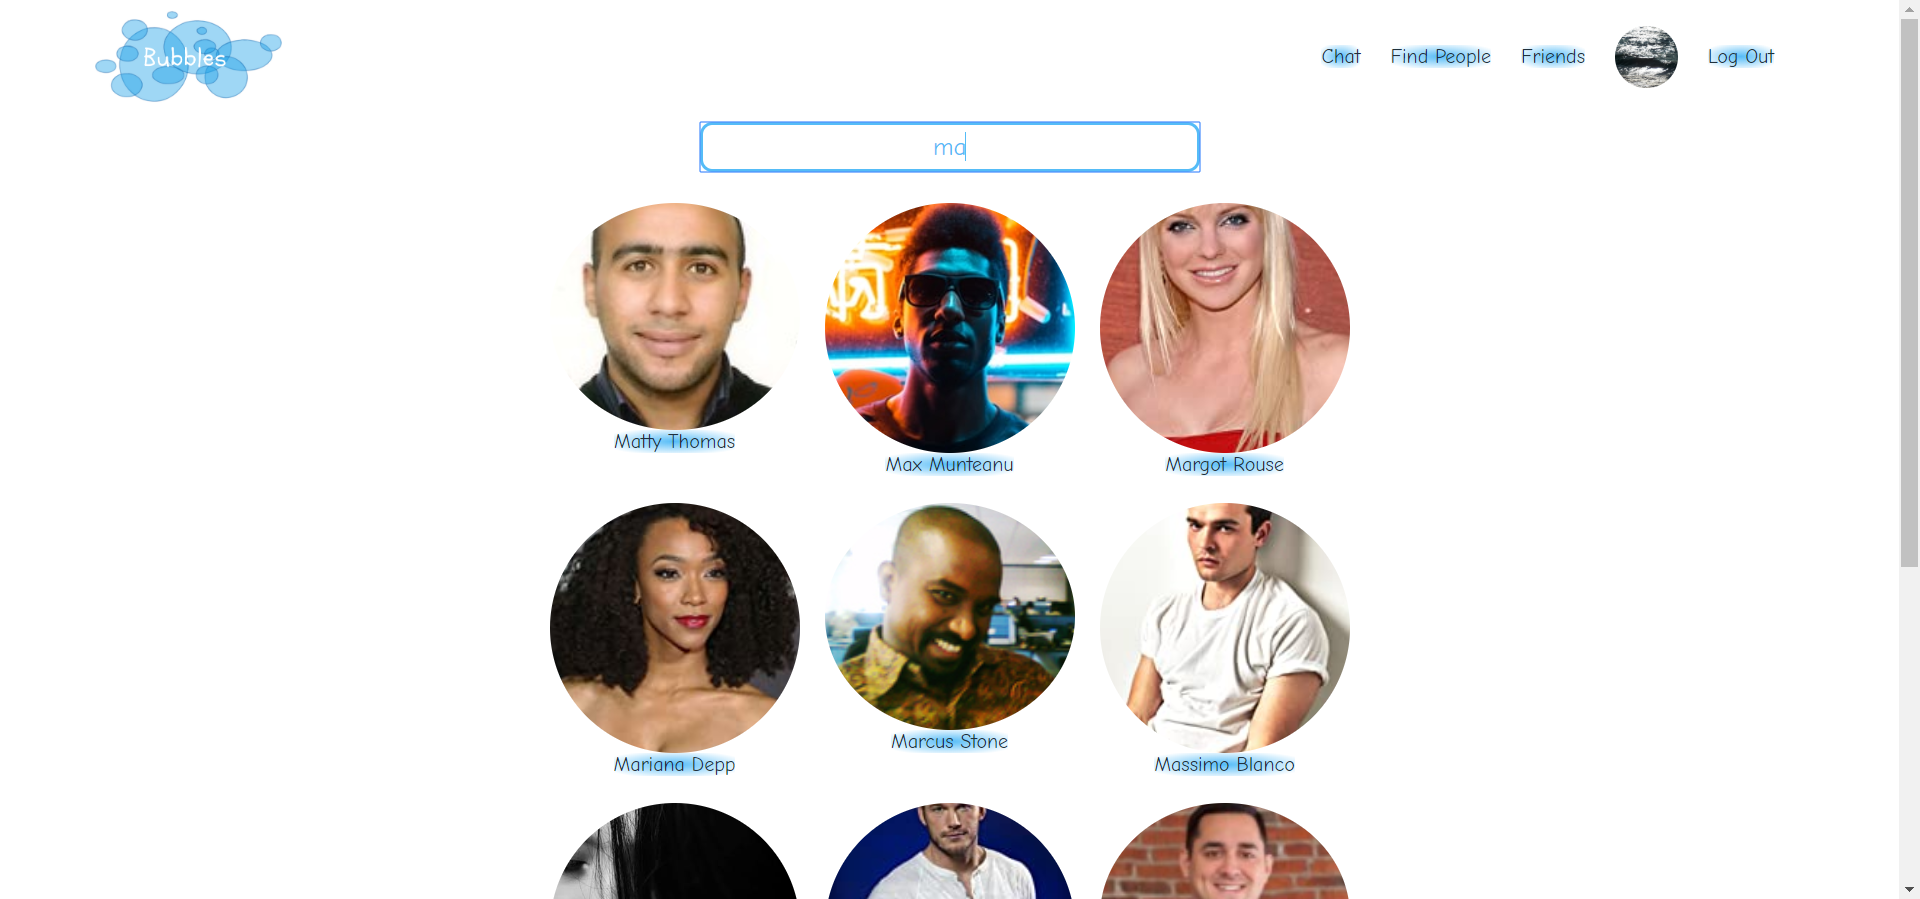 Bubbles
Chat Find People Friends Log Out
ma
Matty Thomas
Max Munteanu
Margot Rouse
Mariana Depp
Marcus Stone
Massimo Blanco